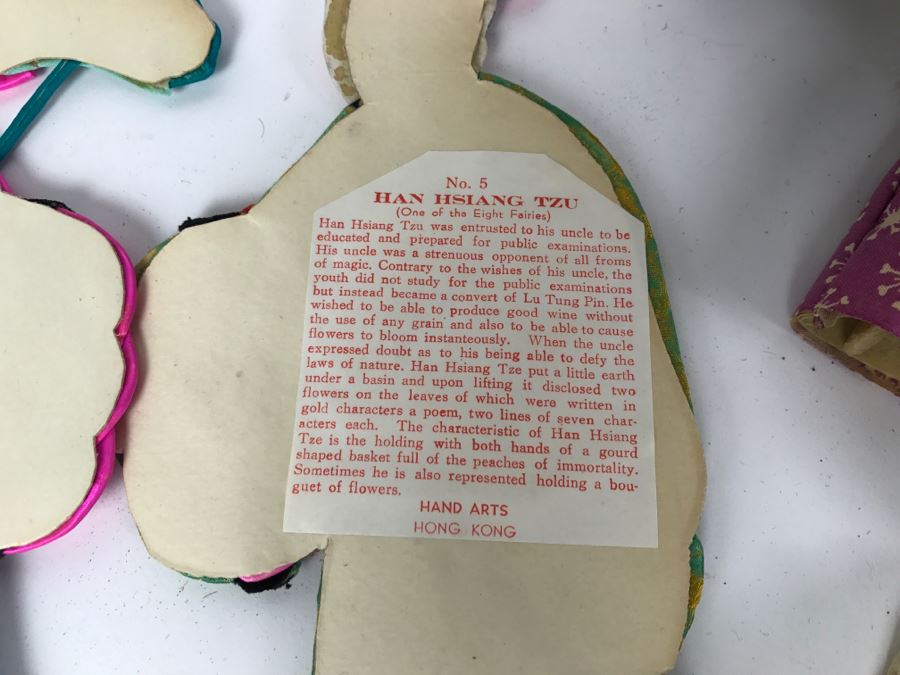 No. 5
HAN HSIANG TZU
(One of the Eight Fairies)
Han Hsiang Tzu was entrusted to his uncle to be
educated and prepared for public examinations.
His uncle was a strenuous opponent of all froms
of magic. Contrary to the wishes of his uncle, the
youth did not study for the public examinations
but instead became a convert of Lu Tung Pin. He
wished to be able to produce good wine without
the use of any grain and also to be able to cause
flowers to bloom instanteously. When the uncle
expressed doubt as to his being able to defy the
laws of nature. Han Hsiang Tze put a little earth
under a basin and upon lifting it disclosed two
flowers on the leaves of which were written in
gold characters a poem, two lines of seven char-
acters each. The characteristic of Han Hsiang
Tze is the holding with both hands of a gourd
shaped basket full of the peaches of immortality.
Sometimes he is also represented holding a bou-
guet of flowers.
HAND ARTS
HONG KONG